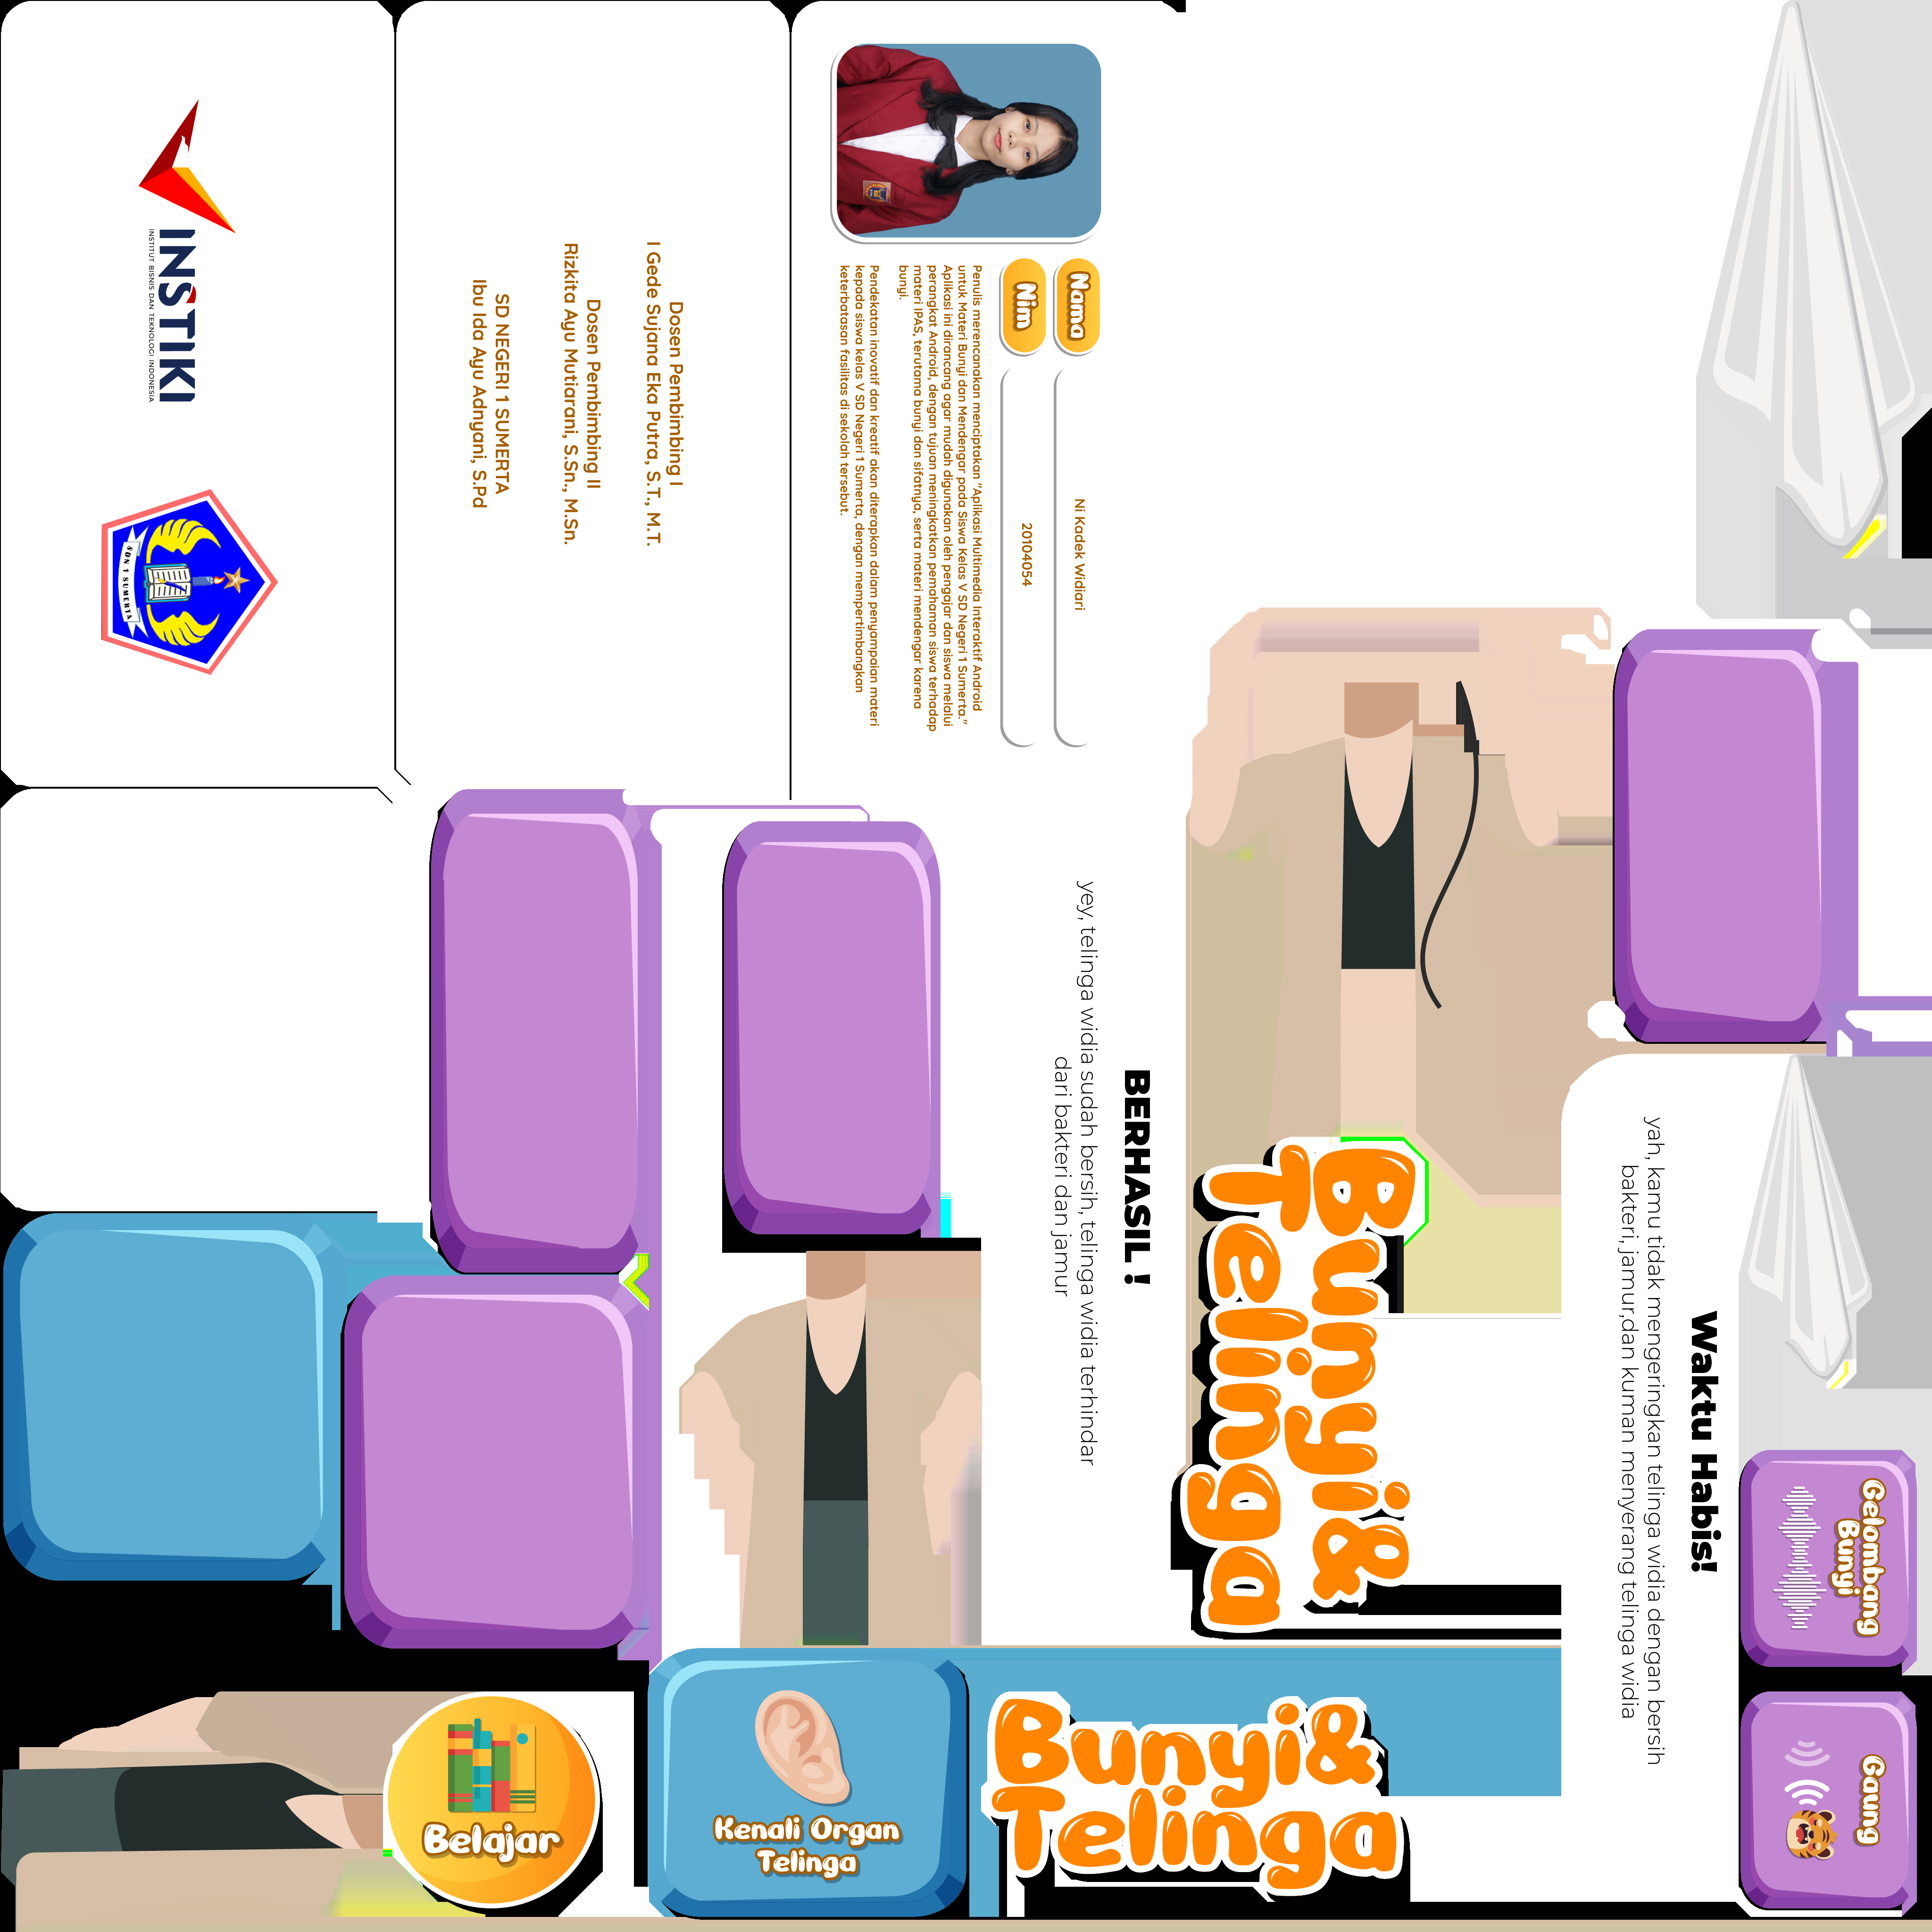 INSTIKI
INSTITUT BISNIS DAN TEKNOLOGI INDONESIA
SDN 1 SUMERTA
Dosen Pembimbing I
I Gede Sujana Eka Putra, S.T., M.T.
Dosen Pembimbing II
Rizkita Ayu Mutiarani, S.Sn., M.Sn.
SD NEGERI 1 SUMERTA
Ibu Ida Ayu Adnyani, S.Pd
Nama
Ni Kadek Widiari
Nim
20104054
Penulis merencanakan menciptakan "Aplikasi Multimedia Interaktif Android
untuk Materi Bunyi dan Mendengar pada Siswa Kelas V SD Negeri 1 Sumerta."
Aplikasi ini dirancang agar mudah digunakan oleh pengajar dan siswa melalui
perangkat Android, dengan tujuan meningkatkan pemahaman siswa terhadap
materi IPAS, terutama bunyi dan sifatnya, serta materi mendengar karena
bunyi.
Pendekatan inovatif dan kreatif akan diterapkan dalam penyampaian materi
kepada siswa kelas V SD Negeri 1 Sumerta, dengan mempertimbangkan
keterbatasan fasilitas di sekolah tersebut.
BERHASIL !
yey, telinga widia sudah bersih, telinga widia terhindar
dari bakteri dan jamur
Bunyi&
Telinga
Waktu Habis!
yah, kamu tidak mengeringkan telinga widia dengan bersih
bakteri, jamur,dan kuman menyerang telinga widia
Gelombang
Bunyi
Gaung
Belajar
Kenali Organ
Telinga
Bunyi&
Telinga